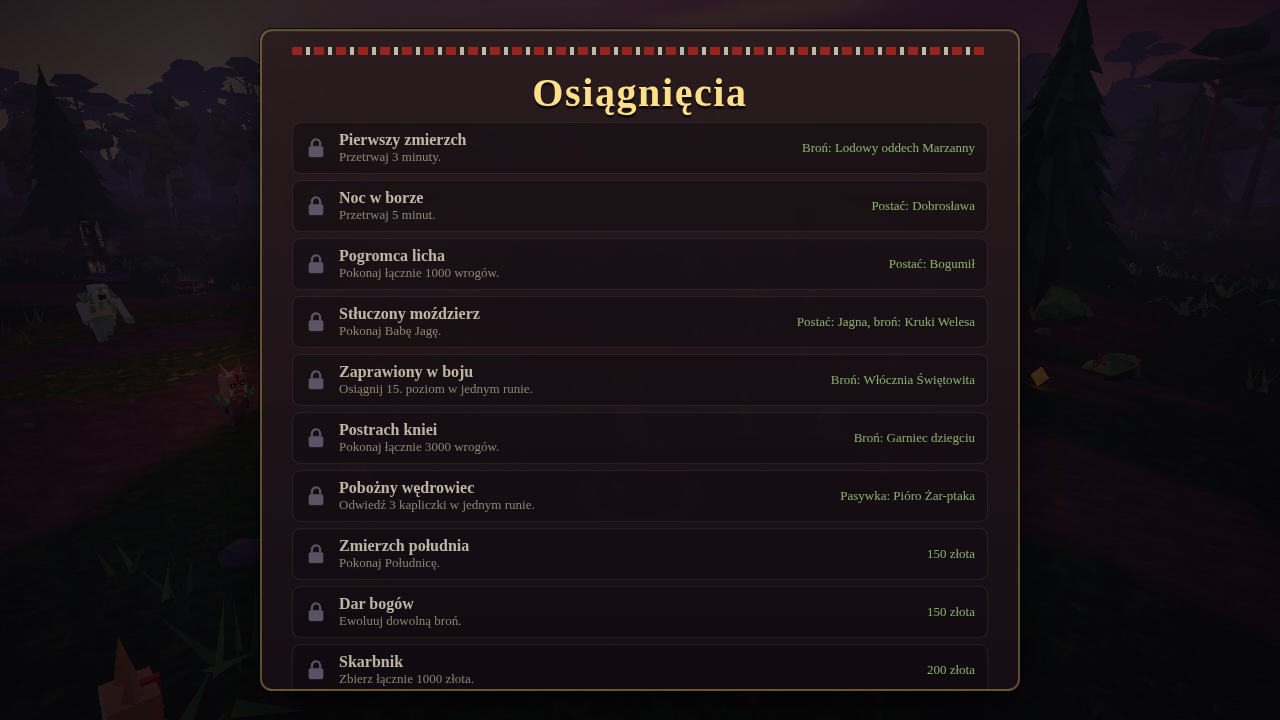 Osiągnięcia
Pierwszy zmierzch
Przetrwaj 3 minuty.
Broń: Lodowy oddech Marzanny
Noc w borze
Przetrwaj 5 minut.
Postać: Dobrosława
Pogromca licha
Pokonaj łącznie 1000 wrogów.
Postać: Bogumił
Stłuczony moździerz
Pokonaj Babę Jagę.
Postać: Jagna, broń: Kruki Welesa
Zaprawiony w boju
Osiągnij 15. poziom w jednym runie.
Broń: Włócznia Świętowita
Postrach kniei
Pokonaj łącznie 3000 wrogów.
Broń: Garniec dziegciu
Pobożny wędrowiec
Odwiedź 3 kapliczki w jednym runie.
Pasywka: Pióro Żar-ptaka
Zmierzch południa
Pokonaj Południcę.
150 złota
Dar bogów
Ewoluuj dowolną broń.
150 złota
Skarbnik
Zbierz łącznie 1000 złota.
200 złota